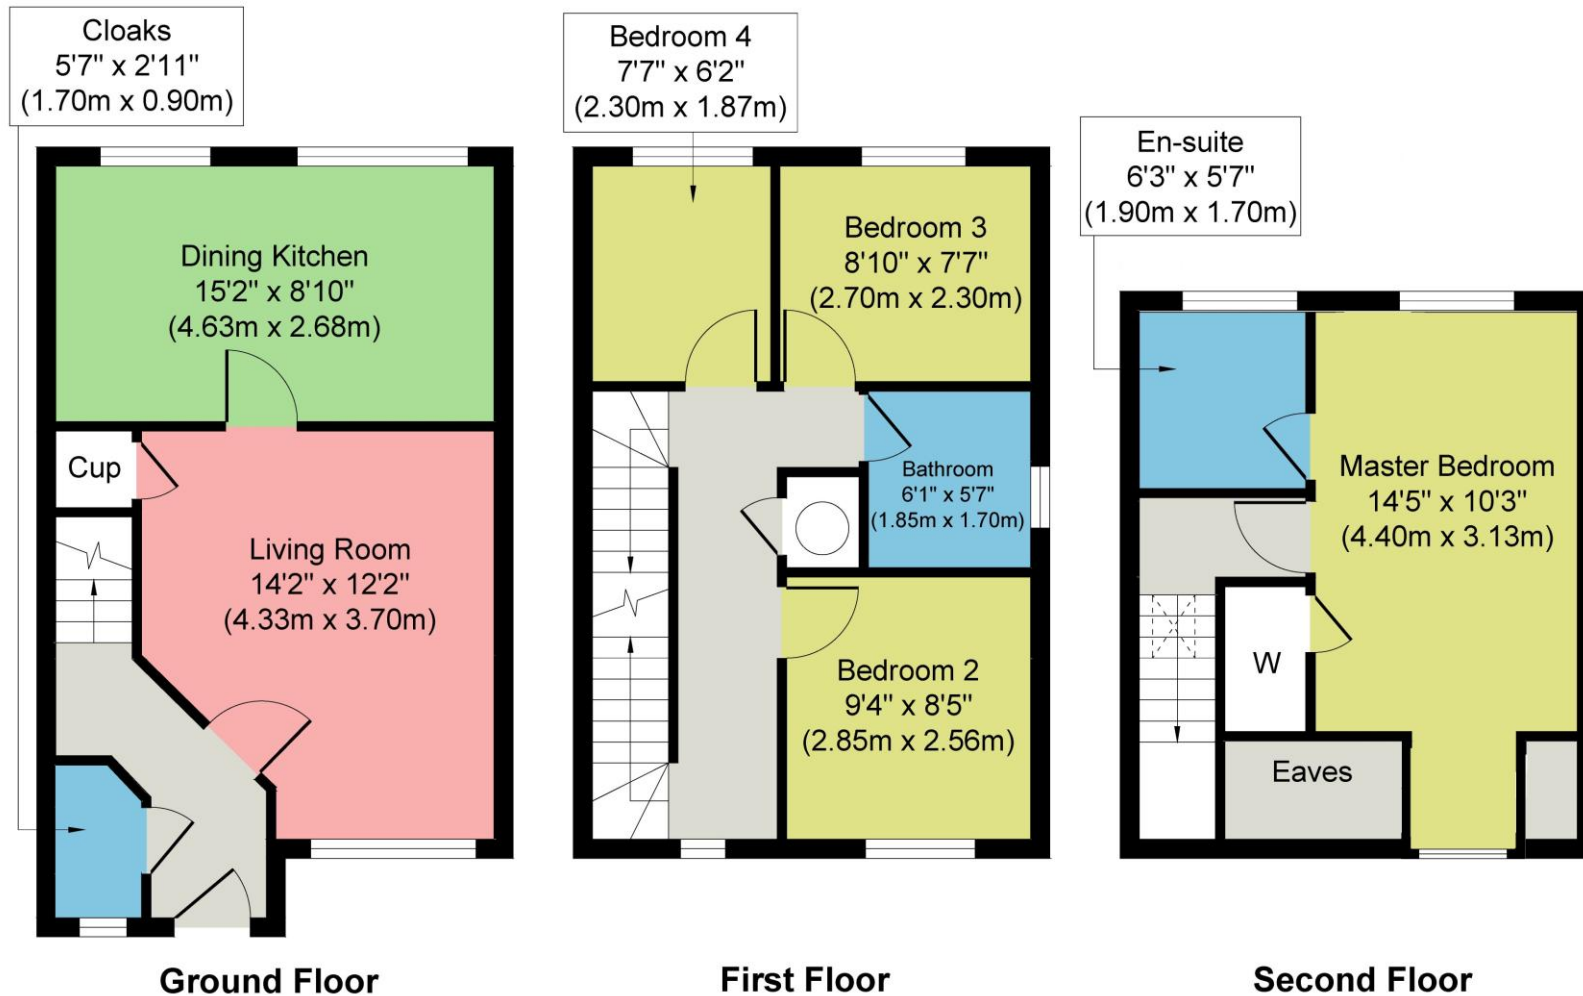 Cloaks
5'7" x 2'11"
(1.70m x 0.90m)
Dining Kitchen
15'2" x 8'10"
(4.63m x 2.68m)
Cup
Living Room
14'2" x 12'2"
(4.33m x 3.70m)
Ground Floor
Bedroom 4
7'7" x 6'2"
(2.30m x 1.87m)
Bedroom 3
8'10" x 7'7"
(2.70m x 2.30m)
Bathroom
6'1" x 5'7"
(1.85m x 1.70m)
Bedroom 2
9'4" x 8'5"
(2.85m x 2.56m)
First Floor
En-suite
6'3" x 5'7"
(1.90m x 1.70m)
Master Bedroom
14'5" x 10'3"
(4.40m x 3.13m)
W
Eaves
Second Floor